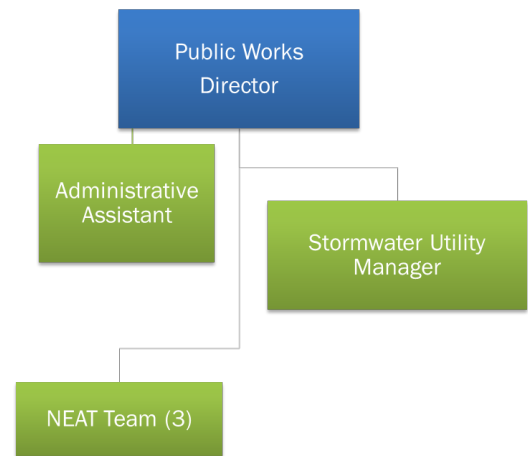 Public Works
Director
Administrative
Assistant
Stormwater Utility
Manager
NEAT Team (3)